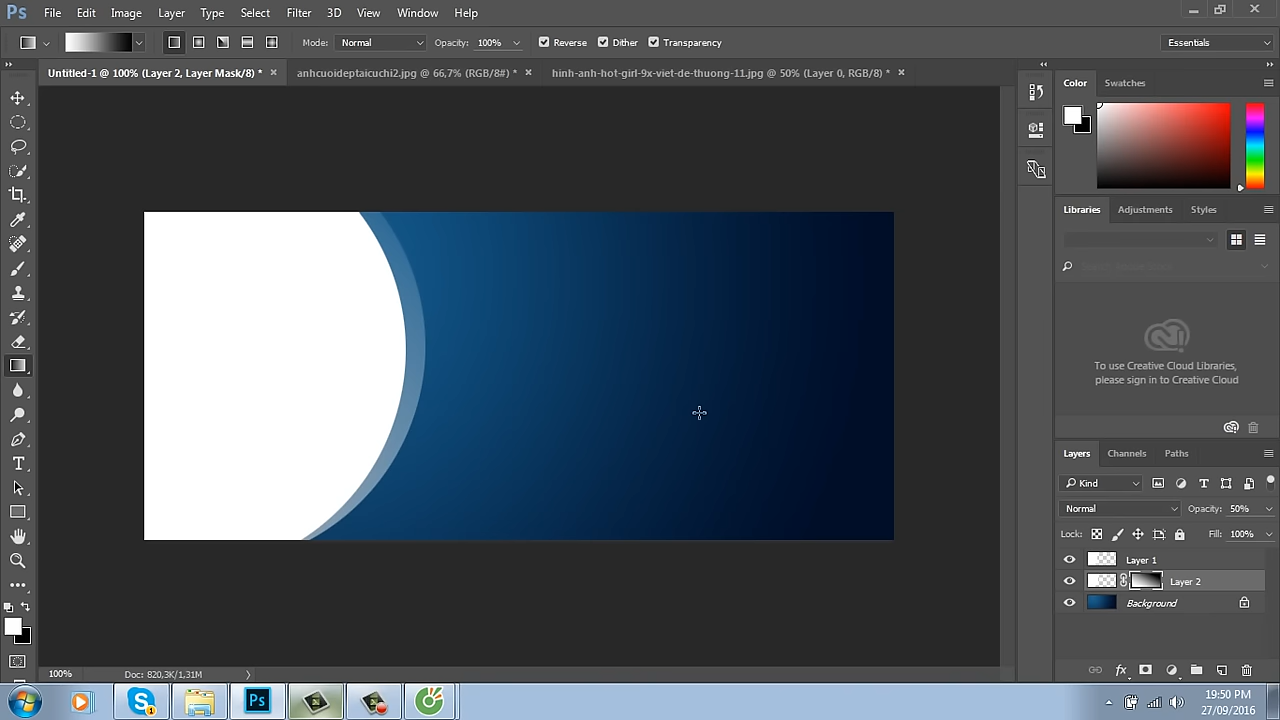 Ps File Edit Image Layer Type Select Filter 3D View Window Help
Mode: Normal Opacity: 100% Reverse Dither Transparency Essentials
Untitled-1 @ 100% (Layer 2, Layer Mask/8) * anhcuoideptaicuchi2.jpg @ 66,7% (RGB/8#) * hinh-anh-hot-girl-9x-viet-de-thuong-11.jpg @ 50% (Layer 0, RGB/8) *
Color Swatches
Libraries Adjustments Styles
To use Creative Cloud Libraries,
please sign in to Creative Cloud
Layers Channels Paths
Kind
Normal Opacity: 50%
Lock: Fill: 100%
Layer 1
Layer 2
Background
100% Doc: 820,3K/1,31M
Ps
19:50 PM
27/09/2016